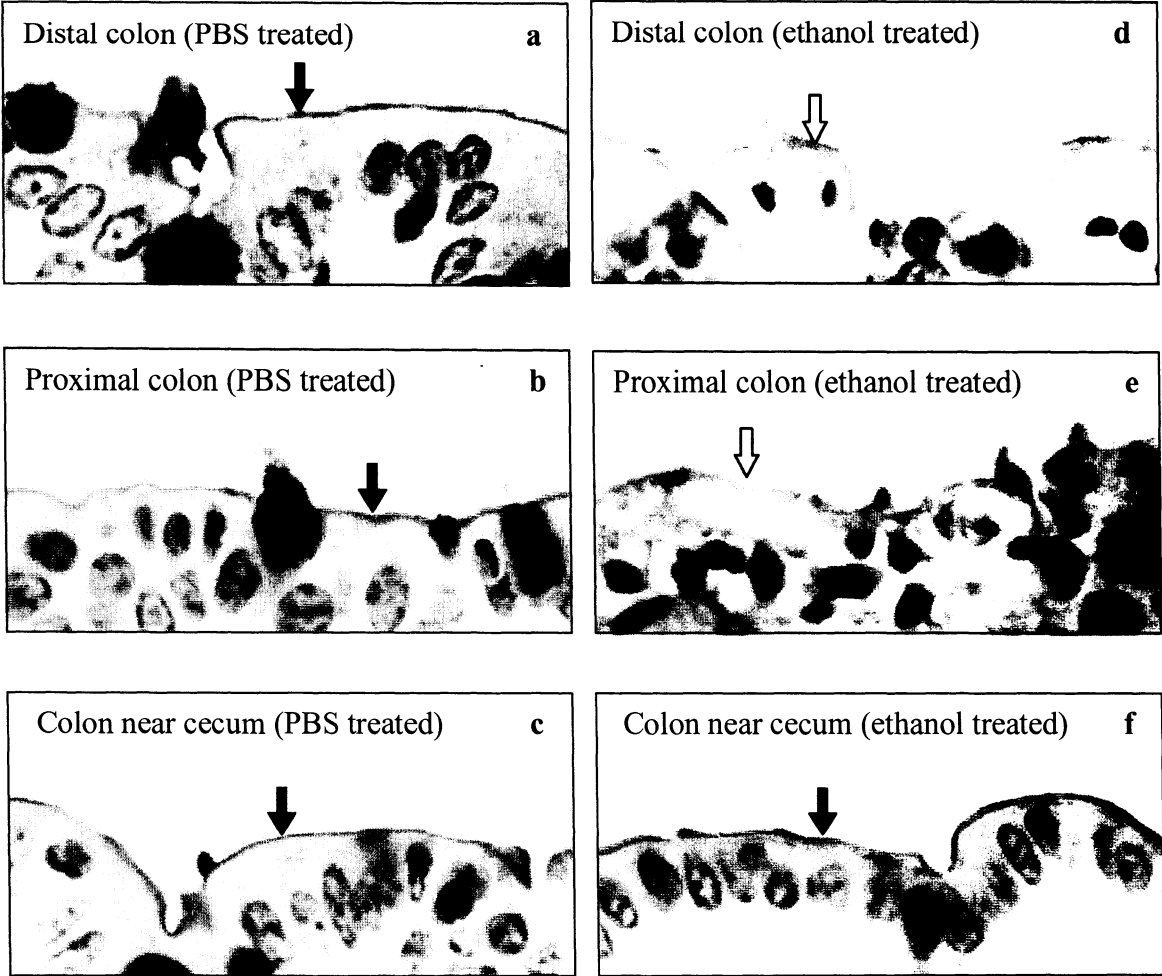 Distal colon (PBS treated) a
Distal colon (ethanol treated) d
Proximal colon (PBS treated) b
Proximal colon (ethanol treated) e
Colon near cecum (PBS treated) c
Colon near cecum (ethanol treated) f